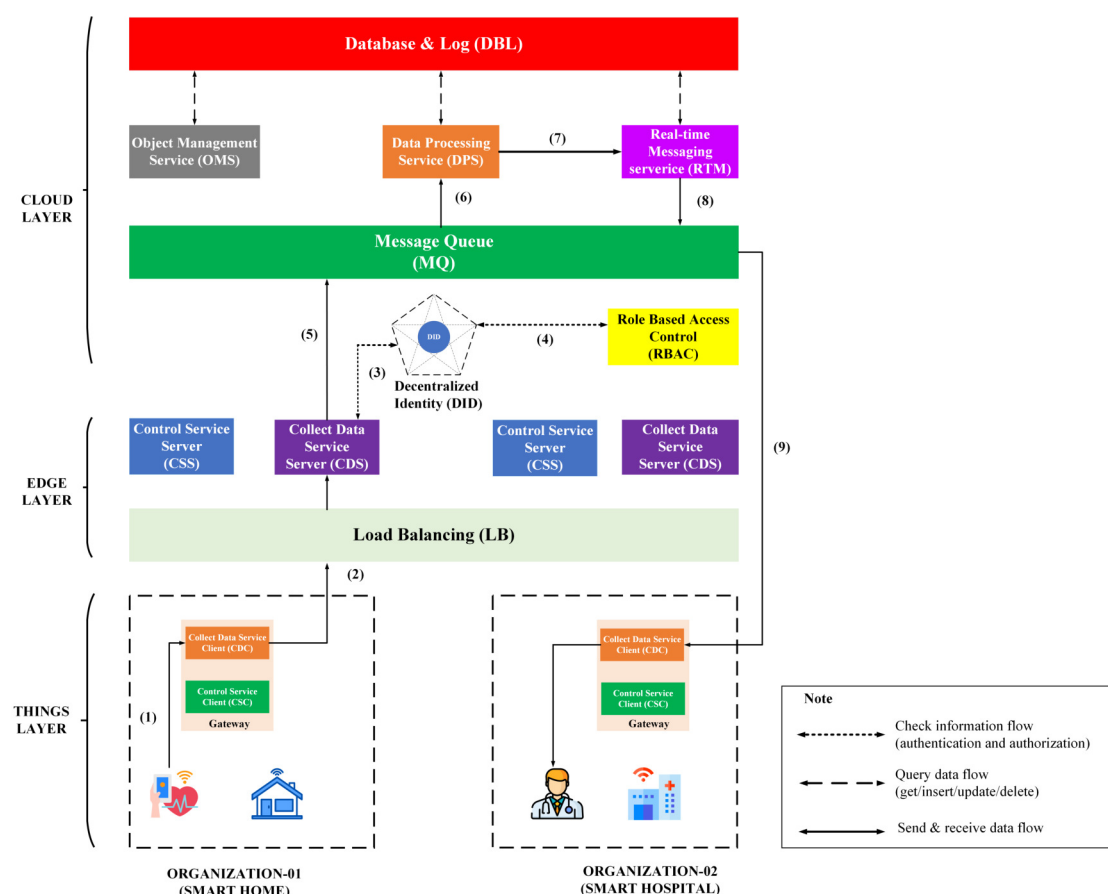 Database & Log (DBL)
Object Management
Service (OMS)
Data Processing
Service (DPS)
(7)
Real-time
Messaging
serverice (RTM)
(6)
(8)
CLOUD
LAYER
Message Queue
(MQ)
(5)
DID
(4)
Role Based Access
Control
(RBAC)
(3)
Decentralized
Identity (DID)
Control Service
Server
(CSS)
Collect Data
Service
Server (CDS)
Control Service
Server
(CSS)
Collect Data
Service
Server (CDS)
(9)
EDGE
LAYER
Load Balancing (LB)
(2)
Collect Data Service
Client (CDC)
Control Service
Client (CSC)
Gateway
(1)
Collect Data Service
Client (CDC)
Control Service
Client (CSC)
Gateway
THINGS
LAYER
Note
Check information flow
(authentication and authorization)
Query data flow
(get/insert/update/delete)
Send & receive data flow
ORGANIZATION-01
(SMART HOME)
ORGANIZATION-02
(SMART HOSPITAL)